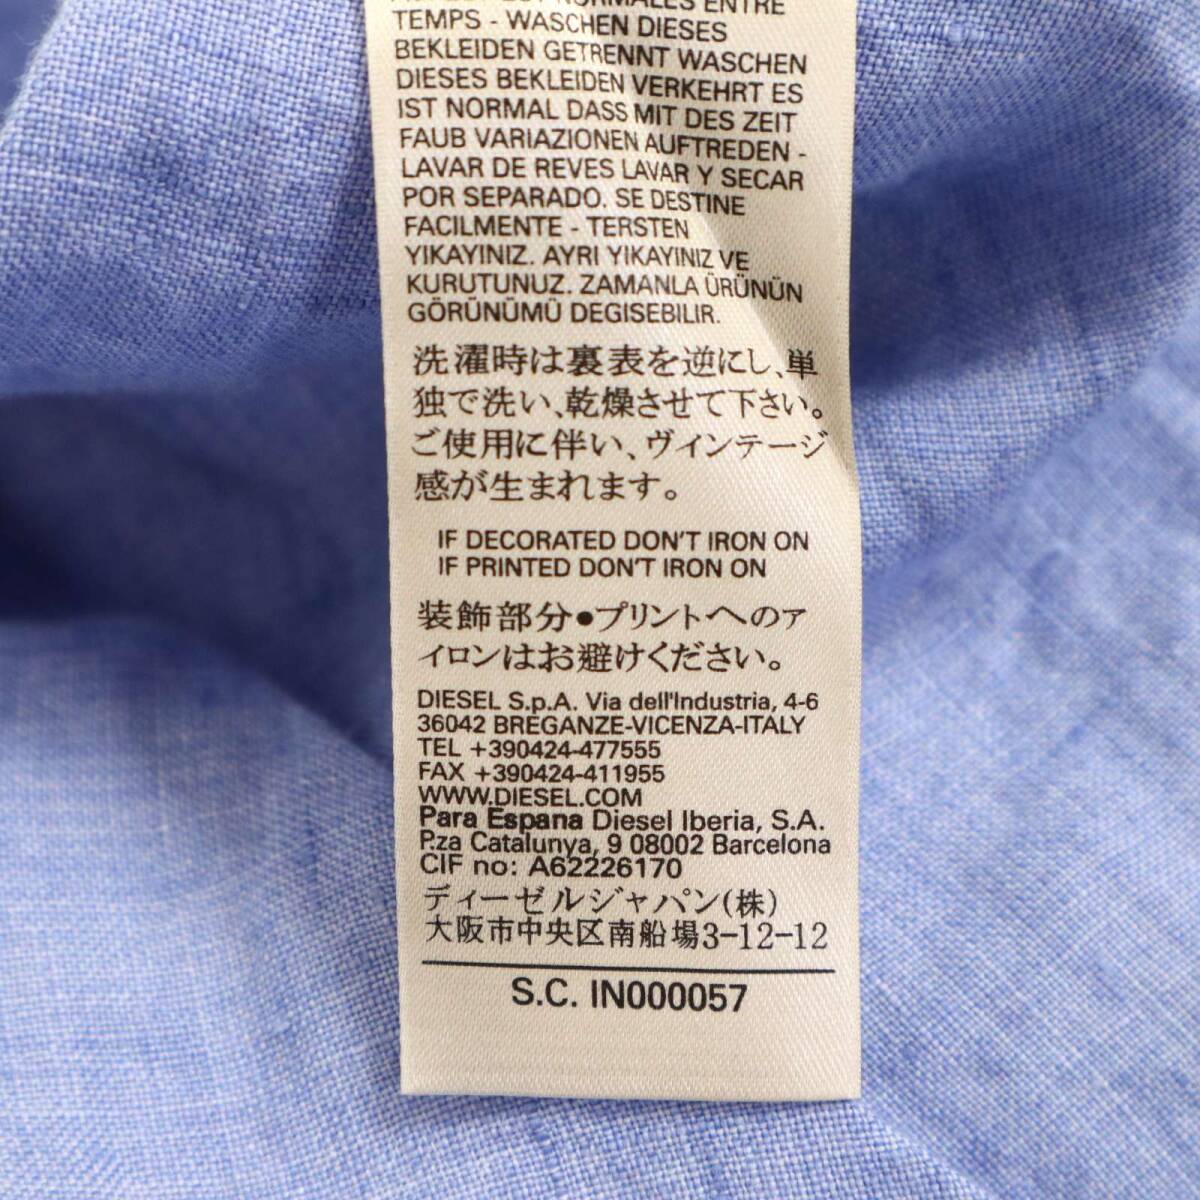 NORMALES ENTRE
TEMPS - WASCHEN DIESES
BEKLEIDEN GETRENNT WASCHEN
DIESES BEKLEIDEN VERKEHRT ES
IST NORMAL DASS MIT DES ZEIT
FAUB VARIAZIONEN AUFTREDEN -
LAVAR DE REVES LAVAR Y SECAR
POR SEPARADO. SE DESTINE
FACILMENTE - TERSTEN
YIKAYINIZ. AYRI YIKAYINIZ VE
KURUTUNUZ. ZAMANLA ÜRÜNÜN
GÖRÜNÜMÜ DEGISEBILIR.
洗濯時は裏表を逆にし、単
独で洗い、乾燥させて下さい。
ご使用に伴い、ヴィンテージ
感が生まれます。
IF DECORATED DON'T IRON ON
IF PRINTED DON'T IRON ON
装飾部分●プリントへのア
イロンはお避けください。
DIESEL S.p.A. Via dell'Industria, 4-6
36042 BREGANZE-VICENZA-ITALY
TEL +390424-477555
FAX +390424-411955
WWW.DIESEL.COM
Para Espana Diesel Iberia, S.A.
P.za Catalunya, 9 08002 Barcelona
CIF no: A62226170
ディーゼルジャパン(株)
大阪市中央区南船場3-12-12
S.C. IN000057